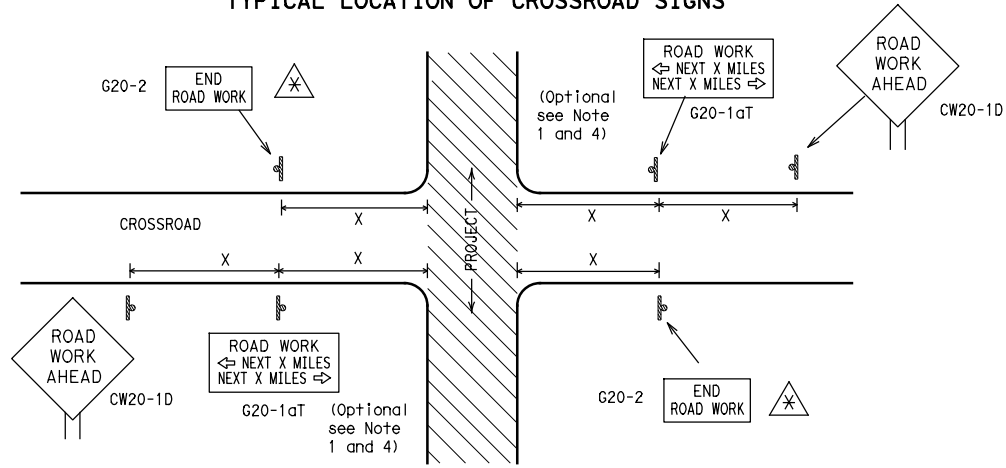 TYPICAL LOCATION OF CROSSROAD SIGNS
G20-2
END
ROAD WORK
*
(Optional
see Note
1 and 4)
ROAD WORK
⇦ NEXT X MILES
NEXT X MILES ⇨
G20-1aT
ROAD
WORK
AHEAD
CW20-1D
X
X
X
CROSSROAD
PROJECT
X
X
X
ROAD
WORK
AHEAD
CW20-1D
ROAD WORK
⇦ NEXT X MILES
NEXT X MILES ⇨
G20-1aT
(Optional
see Note
1 and 4)
G20-2
END
ROAD WORK
*